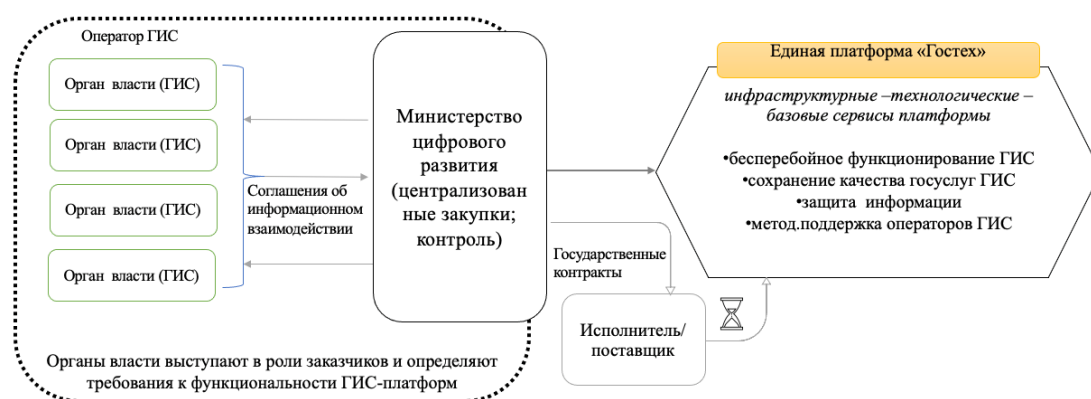 Оператор ГИС
Орган  власти (ГИС)
Орган  власти (ГИС)
Орган  власти (ГИС)
Орган  власти (ГИС)
Соглашения об
информационном
взаимодействии
Министерство
цифрового
развития
(централизован
ные закупки;
контроль)
Органы власти выступают в роли заказчиков и определяют
требования к функциональности ГИС-платформ
Государственные
контракты
Исполнитель/
поставщик
Единая платформа «Гостех»
инфраструктурные –технологические –
базовые сервисы платформы
•бесперебойное функционирование ГИС
•сохранение качества госуслуг ГИС
•защита  информации
•метод.поддержка операторов ГИС